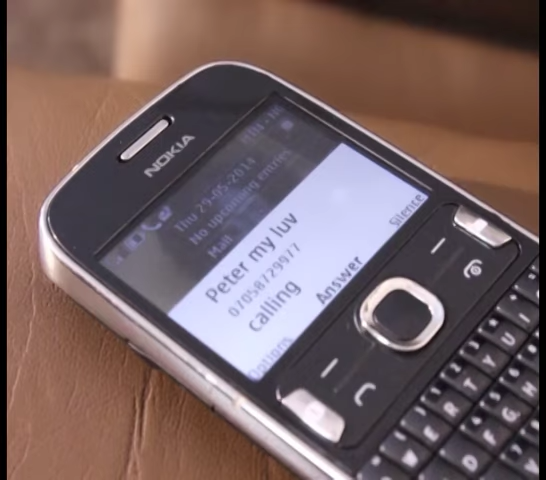 NOKIA
Thu 29-05-2014
No upcoming entries
Mail
Peter my luv
07058729977
calling
Options
Answer
Silence
W E R T Y U I
D F G H